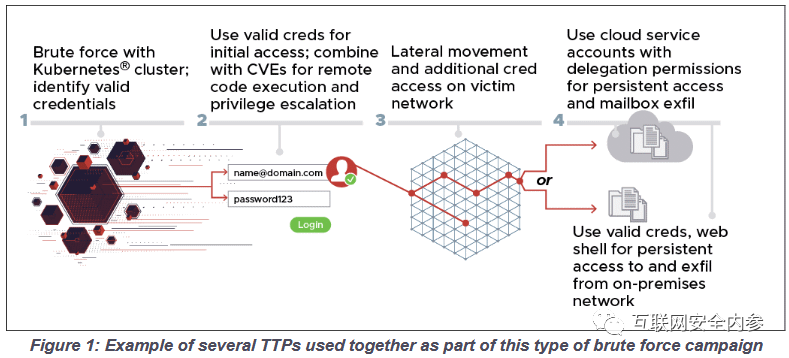 Brute force with
Kubernetes® cluster;
identify valid
credentials
1
Use valid creds for
initial access; combine
with CVEs for remote
code execution and
privilege escalation
2
name@domain.com
password123
Login
Lateral movement
and additional cred
access on victim
network
3
Use cloud service
accounts with
delegation permissions
for persistent access
and mailbox exfil
4
or
Use valid creds, web
shell for persistent
access to and exfil
from on-premises
network
互联网安全内参
Figure 1: Example of several TTPs used together as part of this type of brute force campaign